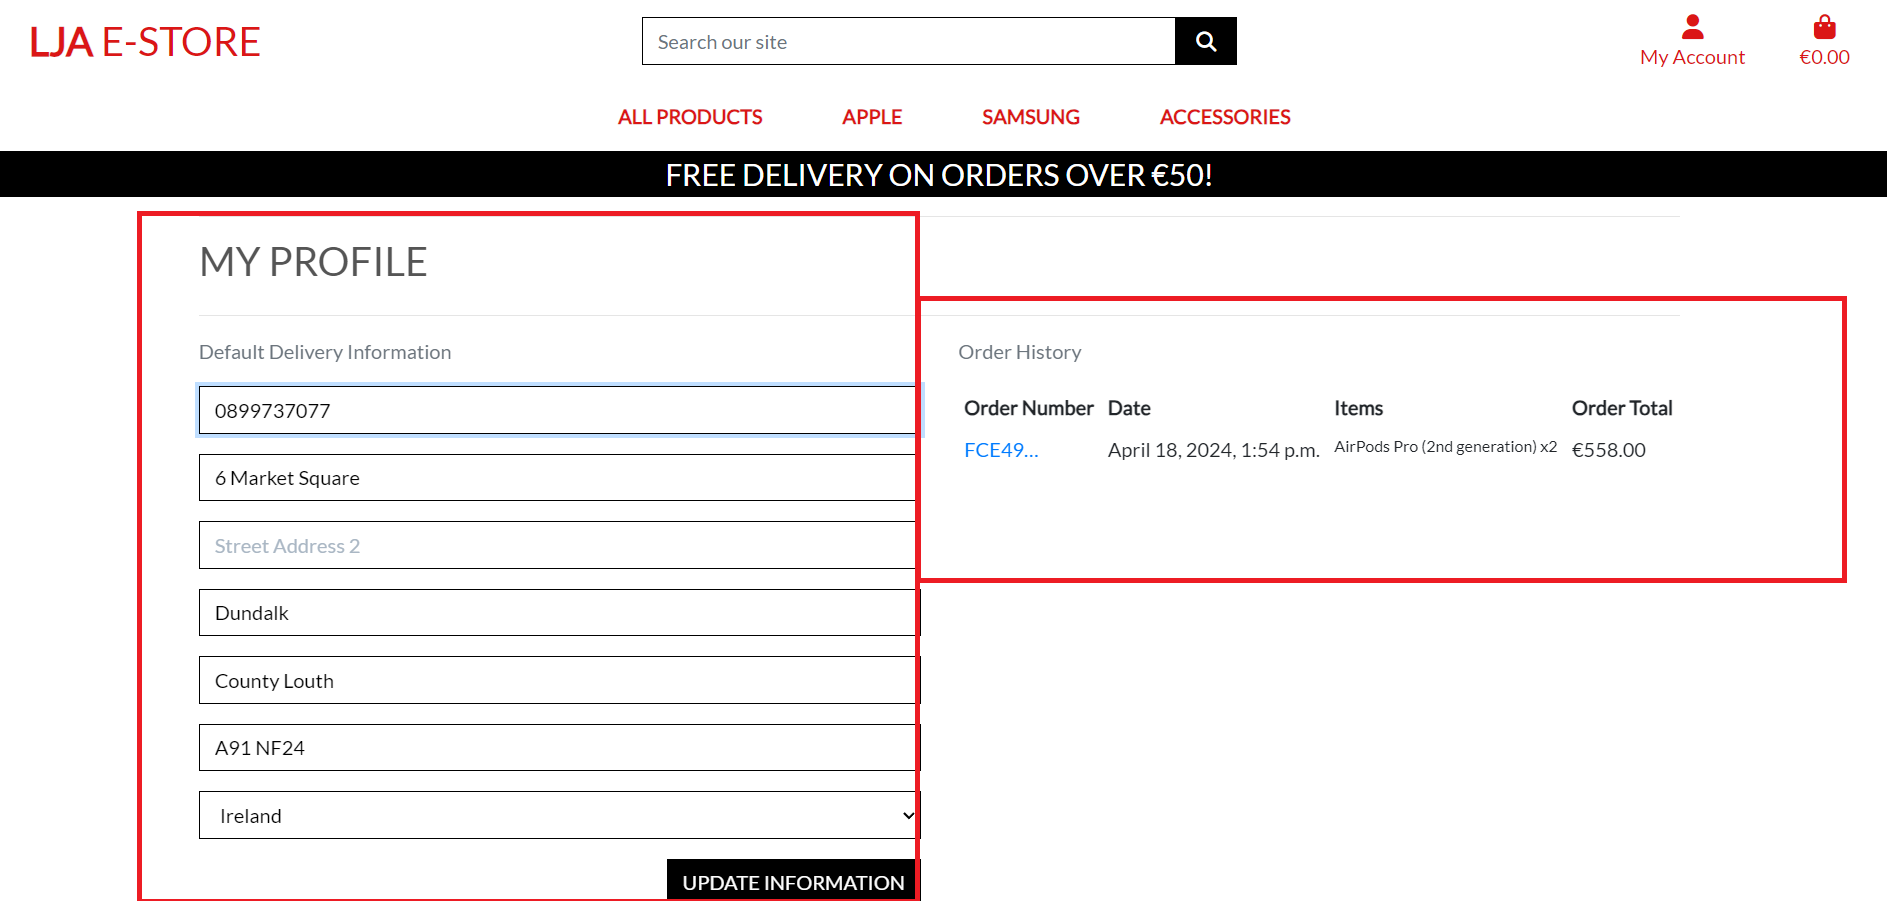 LJA E-STORE
Search our site
My Account
€0.00
ALL PRODUCTS APPLE SAMSUNG ACCESSORIES
FREE DELIVERY ON ORDERS OVER €50!
MY PROFILE
Default Delivery Information
0899737077
6 Market Square
Street Address 2
Dundalk
County Louth
A91 NF24
Ireland
UPDATE INFORMATION
Order History
Order Number Date Items Order Total
FCE49... April 18, 2024, 1:54 p.m. AirPods Pro (2nd generation) x2 €558.00